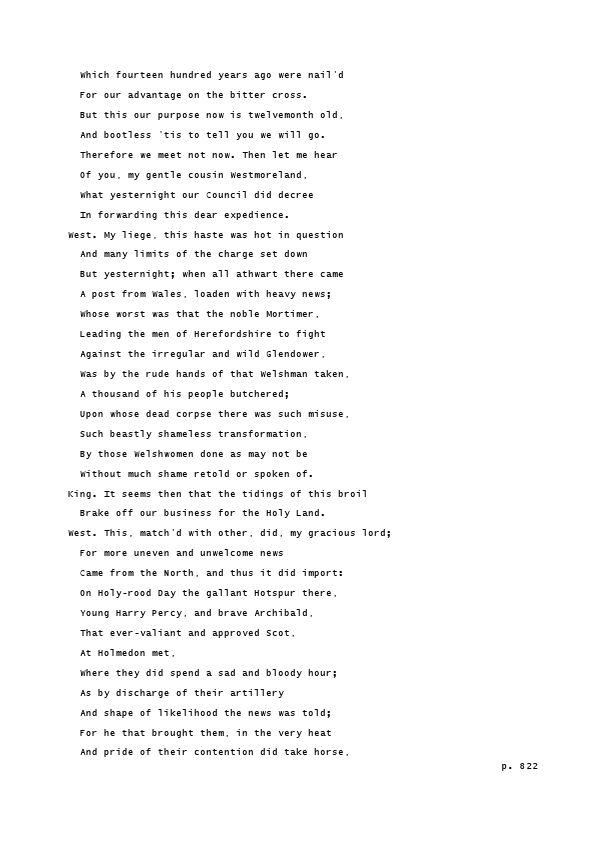 Which fourteen hundred years ago were nail'd
For our advantage on the bitter cross.
But this our purpose now is twelvemonth old,
And bootless 'tis to tell you we will go.
Therefore we meet not now. Then let me hear
Of you, my gentle cousin Westmoreland,
What yesternight our Council did decree
In forwarding this dear expedience.
West. My liege, this haste was hot in question
And many limits of the charge set down
But yesternight; when all athwart there came
A post from Wales, loaden with heavy news;
Whose worst was that the noble Mortimer,
Leading the men of Herefordshire to fight
Against the irregular and wild Glendower,
Was by the rude hands of that Welshman taken,
A thousand of his people butchered;
Upon whose dead corpse there was such misuse,
Such beastly shameless transformation,
By those Welshwomen done as may not be
Without much shame retold or spoken of.
King. It seems then that the tidings of this broil
Brake off our business for the Holy Land.
West. This, match'd with other, did, my gracious lord;
For more uneven and unwelcome news
Came from the North, and thus it did import:
On Holy-rood Day the gallant Hotspur there,
Young Harry Percy, and brave Archibald,
That ever-valiant and approved Scot,
At Holmedon met,
Where they did spend a sad and bloody hour;
As by discharge of their artillery
And shape of likelihood the news was told;
For he that brought them, in the very heat
And pride of their contention did take horse,
p. 822